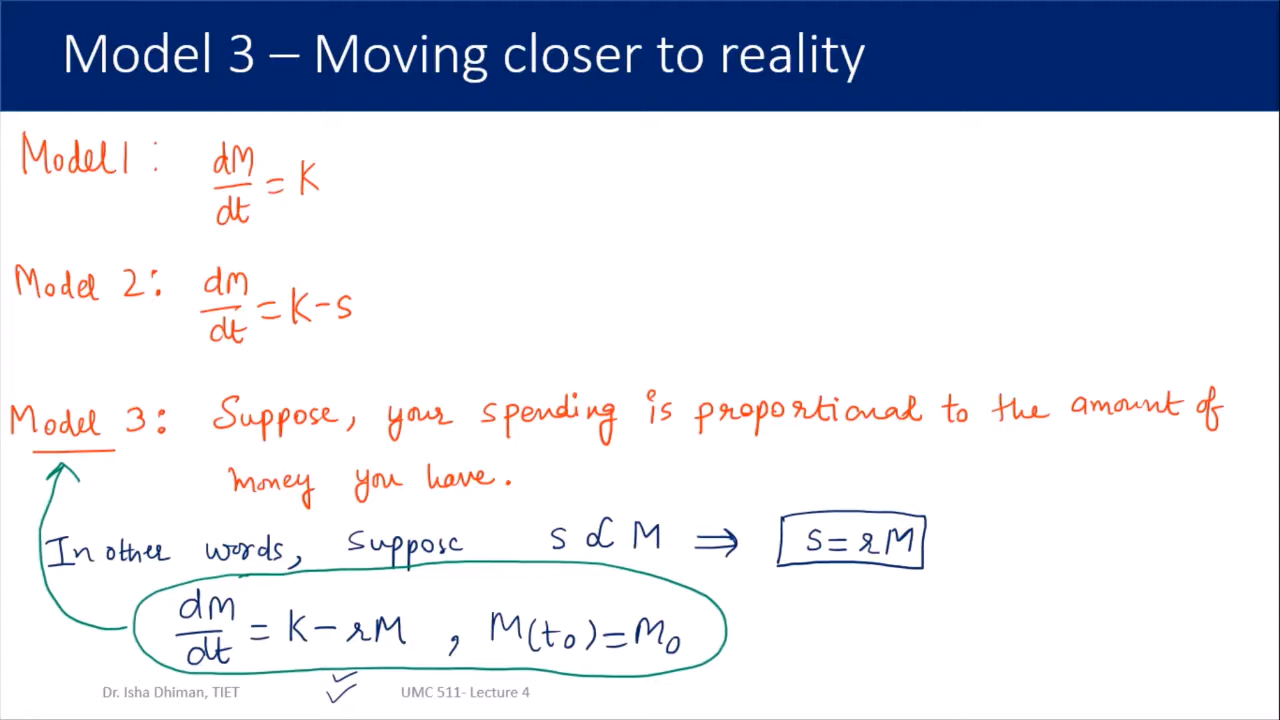 Model 3 – Moving closer to reality
Model 1: dM/dt = K
Model 2: dM/dt = K - s
Model 3: Suppose, your spending is proportional to the amount of
money you have.
In other words, suppose s ∝ M ⇒ s = rM
dM/dt = K - rM, M(t₀) = M₀
Dr. Isha Dhiman, TIET UMC 511- Lecture 4